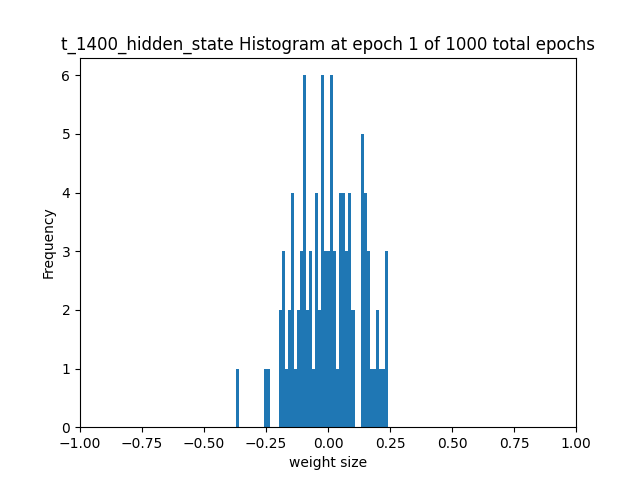 t_1400_hidden_state Histogram at epoch 1 of 1000 total epochs
6
5
4
3
2
1
0
Frequency
−1.00 −0.75 −0.50 −0.25 0.00 0.25 0.50 0.75 1.00
weight size